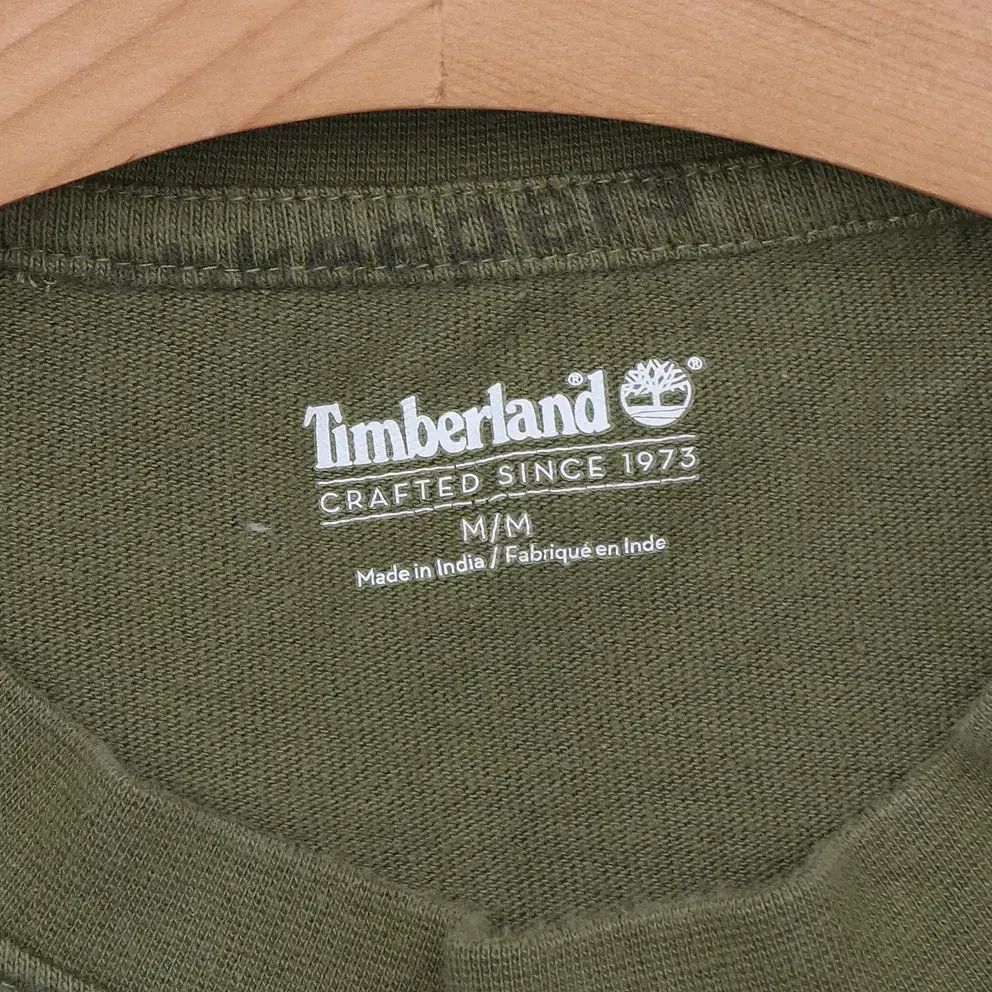 Timberland®
®
CRAFTED SINCE 1973
M/M
Made in India / Fabriqué en Inde